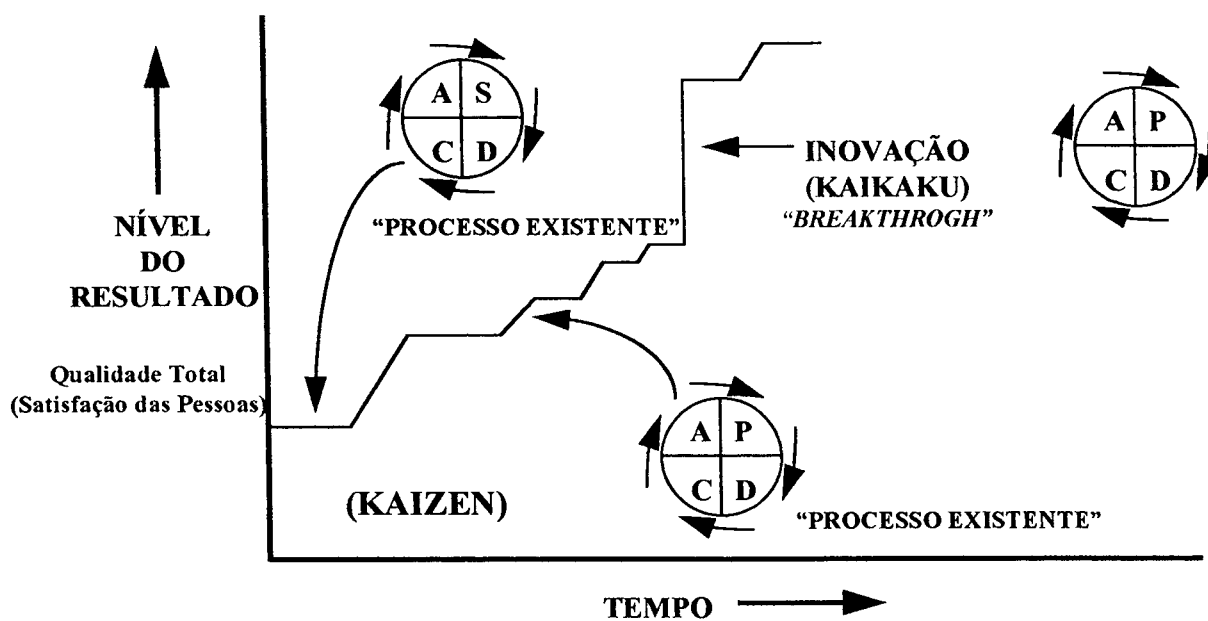 A S
C D
A P
C D
INOVAÇÃO
(KAIKAKU)
"BREAKTHROGH"
NÍVEL
DO
RESULTADO
"PROCESSO EXISTENTE"
Qualidade Total
(Satisfação das Pessoas)
A P
C D
(KAIZEN)
"PROCESSO EXISTENTE"
TEMPO